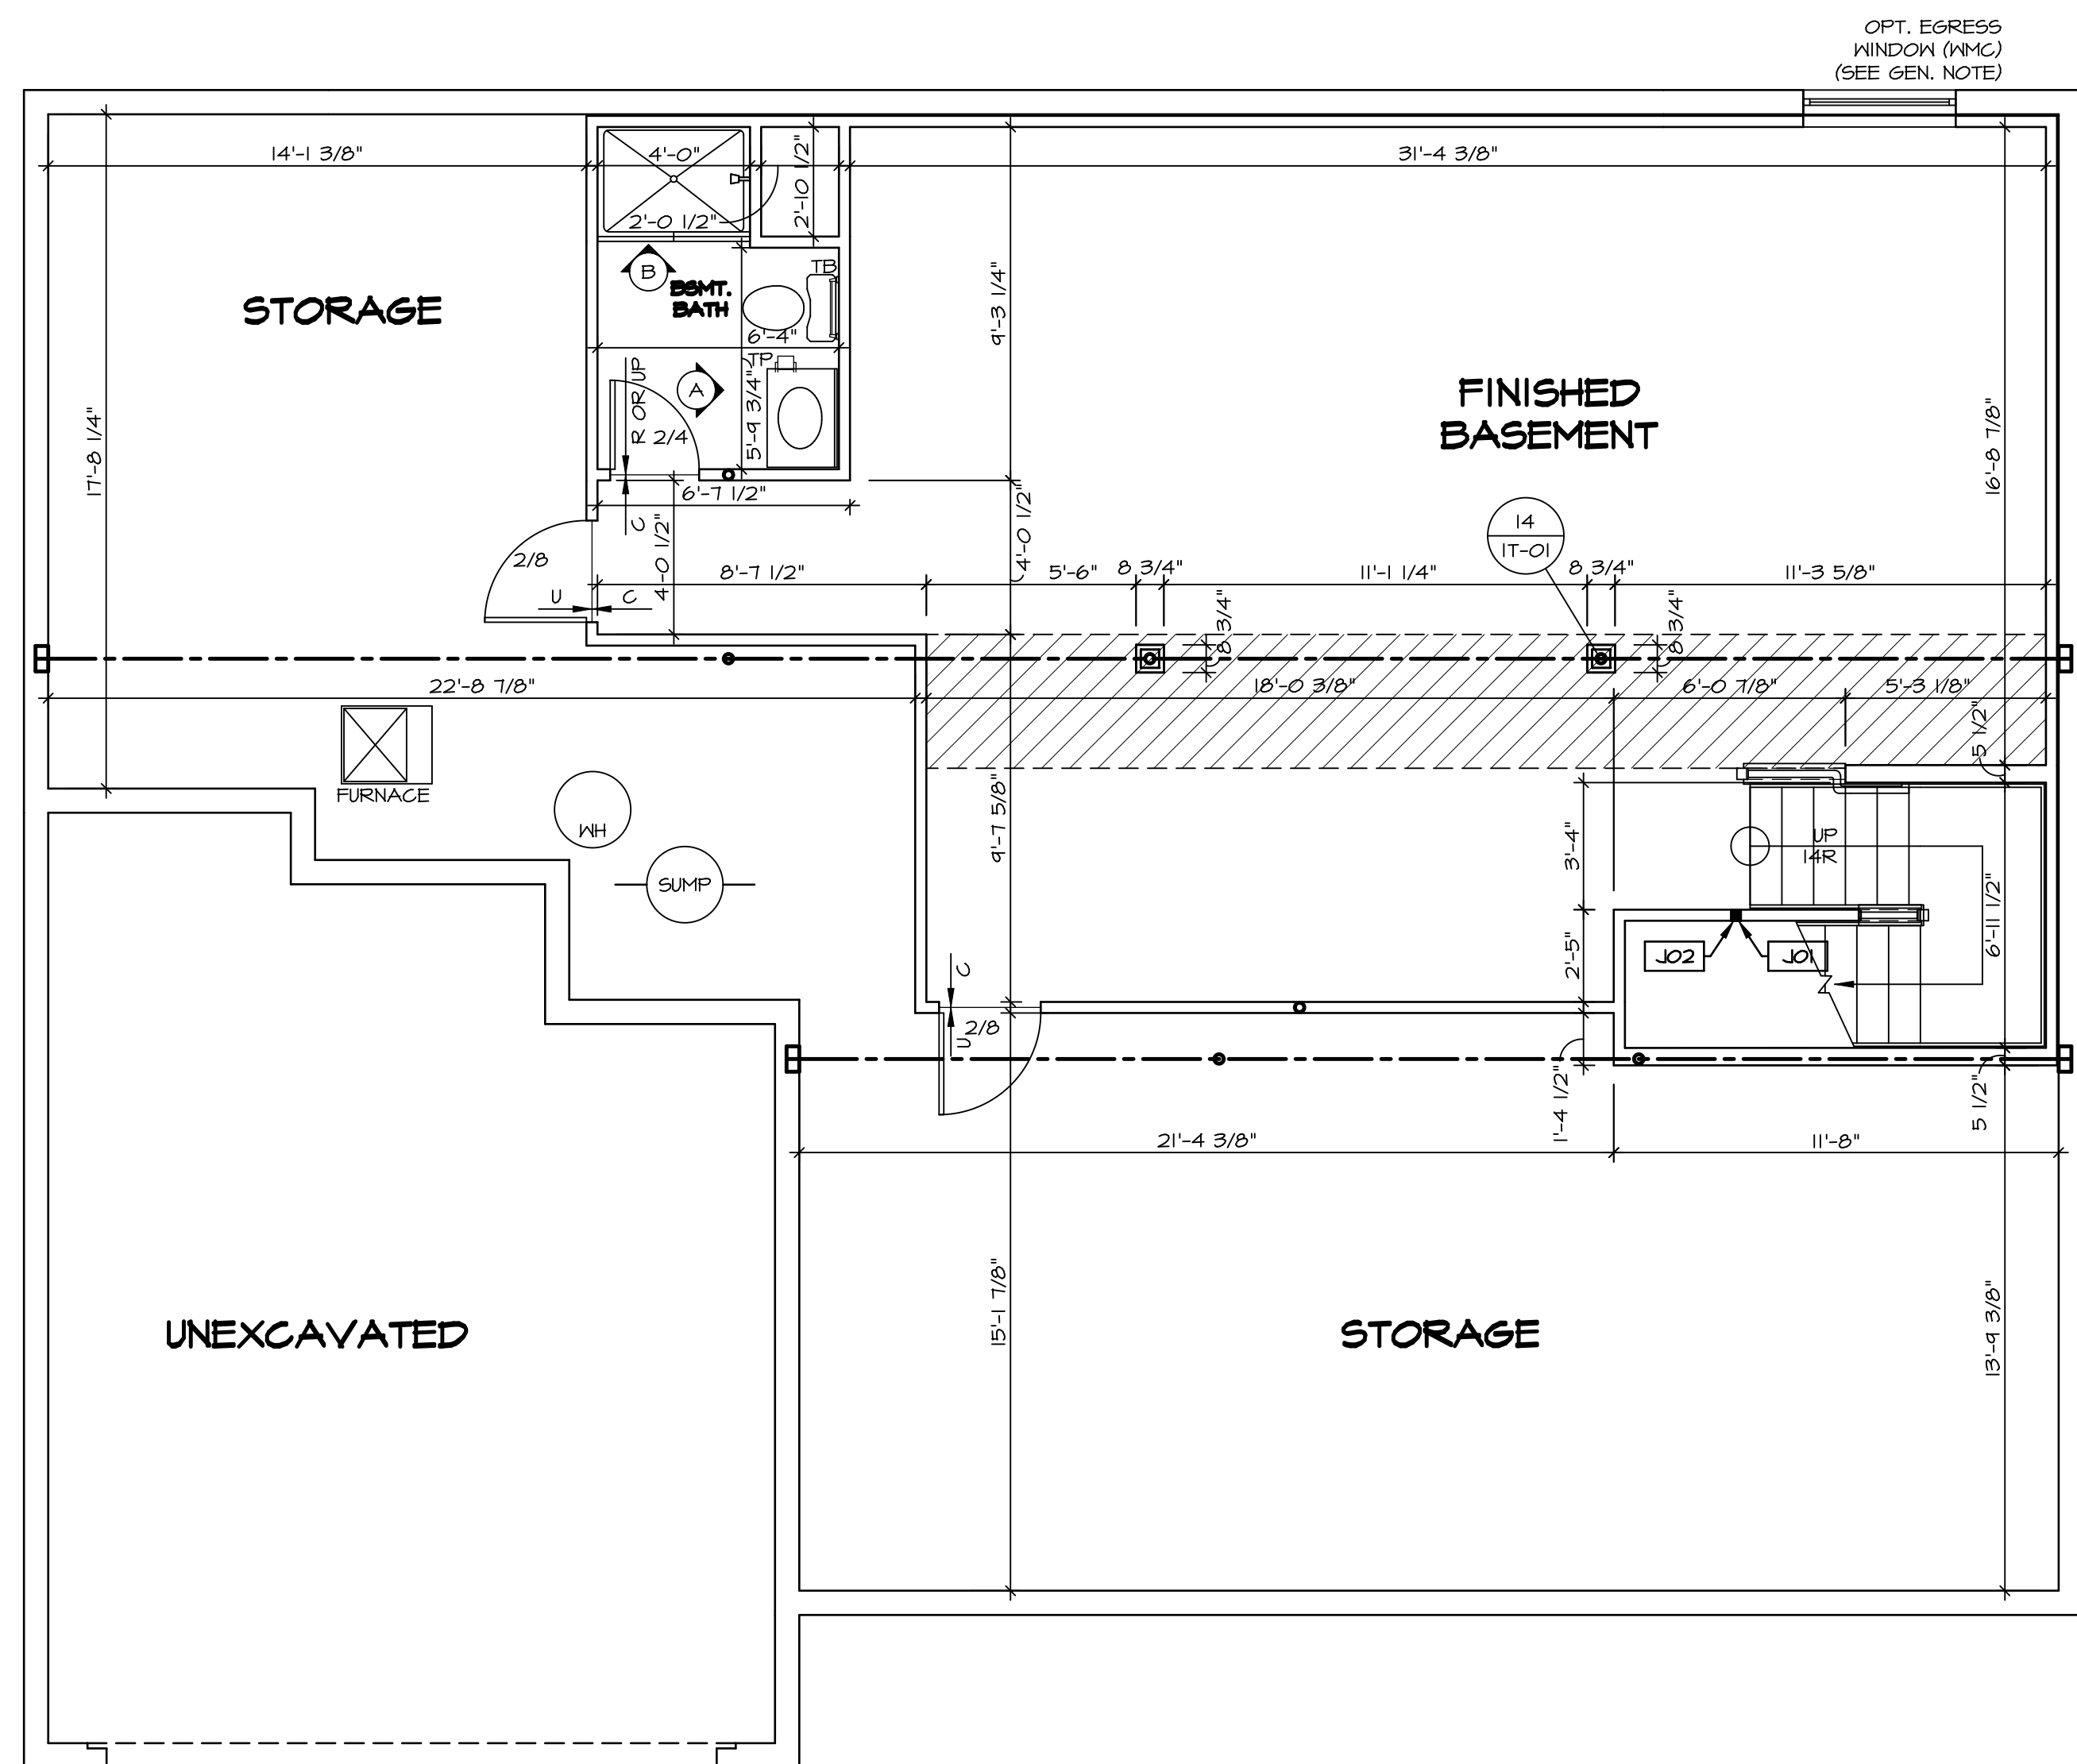 OPT. EGRESS
WINDOW (WMC)
(SEE GEN. NOTE)
14'-1 3/8"
4'-0"
2'-10 1/2"
31'-4 3/8"
2'-0 1/2"
B
BSMT.
BATH
TB
9'-3 1/4"
STORAGE
6'-4"
TP
FINISHED
BASEMENT
17'-8 1/4"
R OR UP
A
5'-9 3/4"
2/4
16'-8 7/8"
6'-7 1/2"
C
4'-0 1/2"
4'-0 1/2"
14
1T-01
2/8
U
C
8'-7 1/2"
5'-6"
8 3/4"
11'-1 1/4"
8 3/4"
11'-3 5/8"
8 3/4"
8 3/4"
22'-8 7/8"
18'-0 3/8"
6'-0 7/8"
5'-3 1/8"
5 1/2"
FURNACE
WH
SUMP
9'-7 5/8"
3'-4"
UP
14R
2'-5"
J02
J01
6'-11 1/2"
C
U
2/8
1'-4 1/2"
5 1/2"
21'-4 3/8"
11'-8"
15'-1 7/8"
13'-9 3/8"
UNEXCAVATED
STORAGE